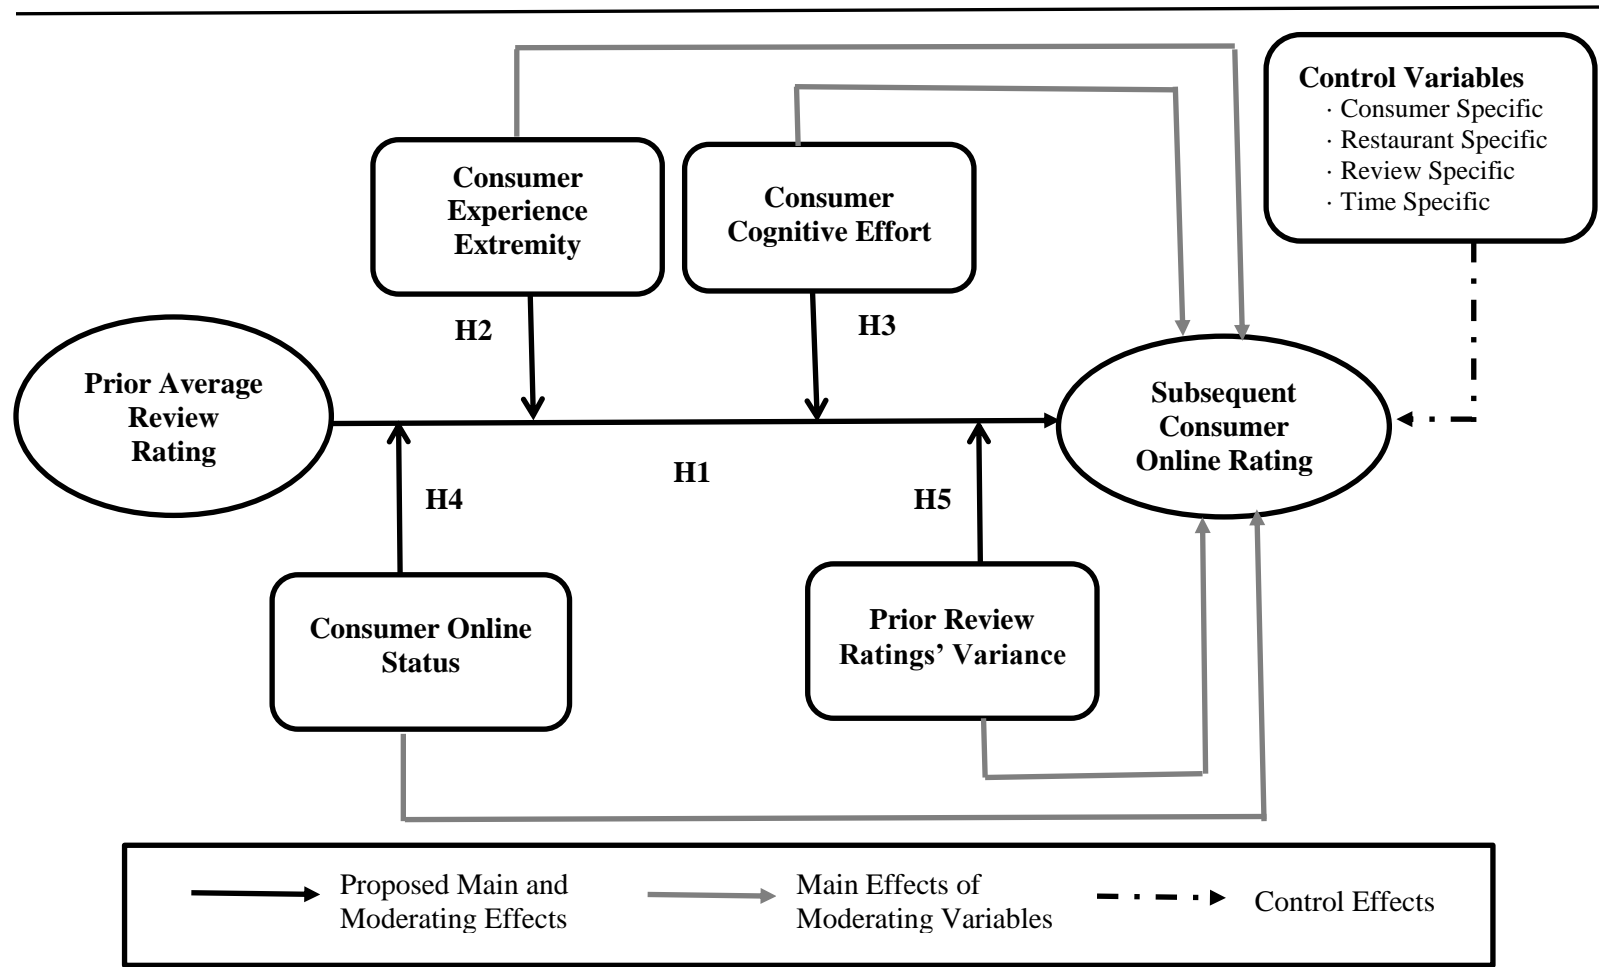 Control Variables
· Consumer Specific
· Restaurant Specific
· Review Specific
· Time Specific
Consumer
Experience
Extremity
Consumer
Cognitive Effort
H2
H3
Prior Average
Review
Rating
Subsequent
Consumer
Online Rating
H1
H4
H5
Consumer Online
Status
Prior Review
Ratings’ Variance
Proposed Main and
Moderating Effects
Main Effects of
Moderating Variables
Control Effects